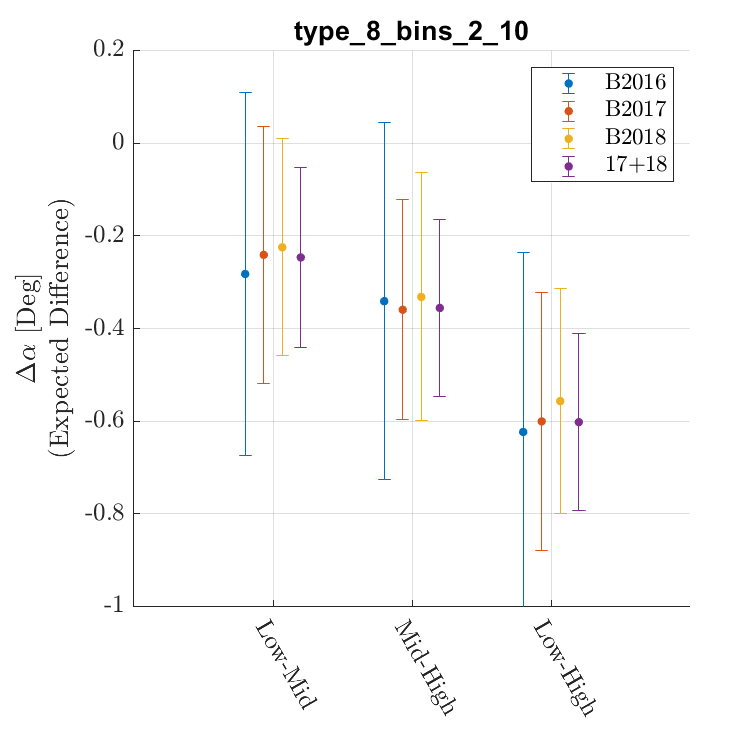 type_8_bins_2_10
0.2
0
-0.2
-0.4
-0.6
-0.8
-1
Δα [Deg]
(Expected Difference)
B2016
B2017
B2018
17+18
Low-Mid
Mid-High
Low-High